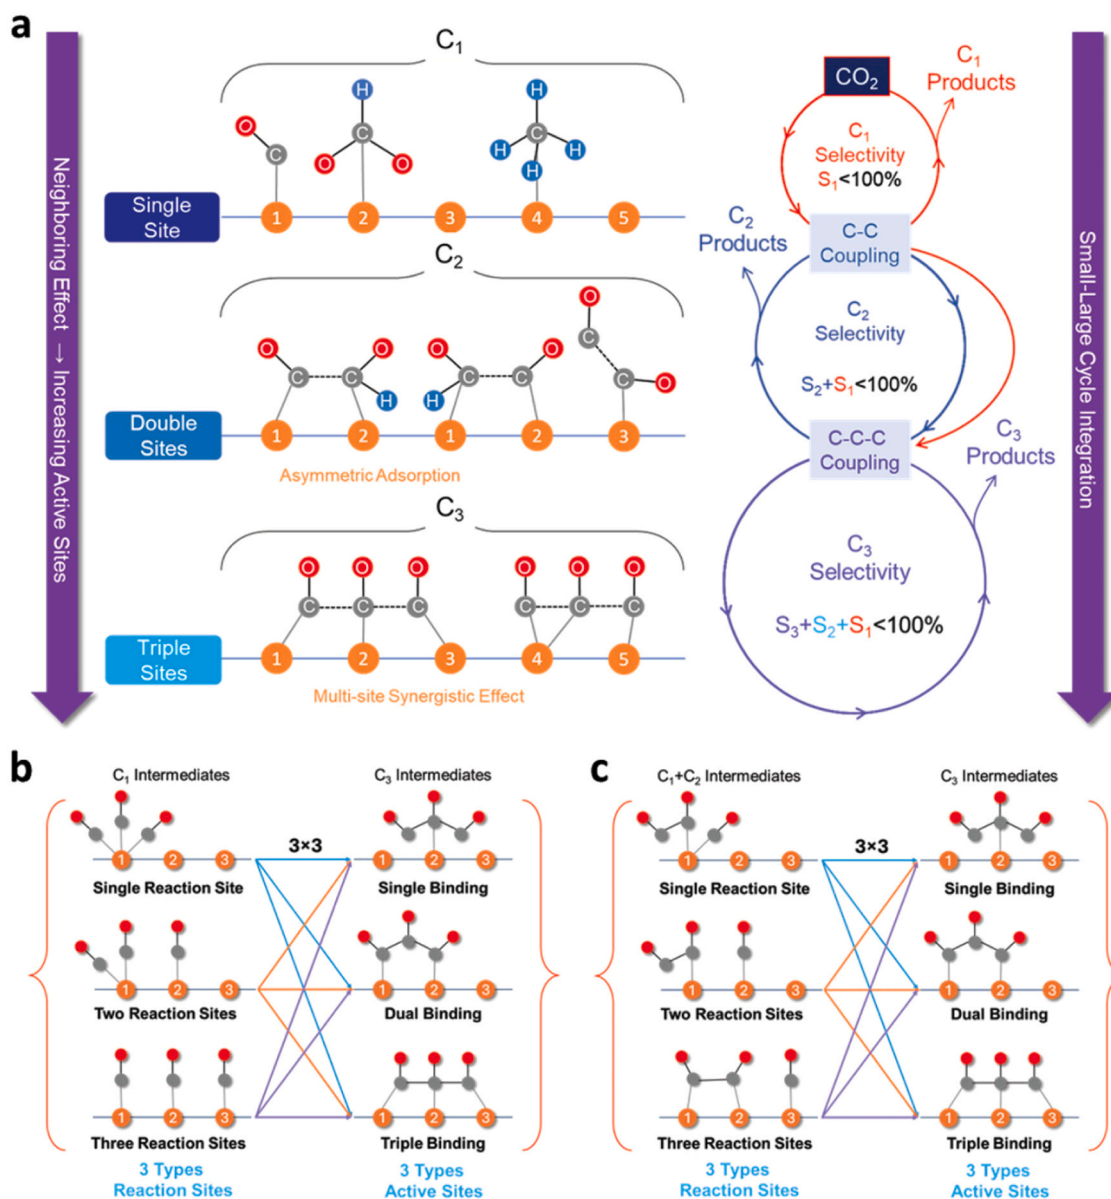 a
Neighboring Effect → Increasing Active Sites
C₁
O
C
H
C
O
O
H
C
H
H
H
Single
Site
1
2
3
4
5
C₂
O
C
C
O
H
O
C
H
C
O
O
C
C
O
Double
Sites
1
2
1
2
3
Asymmetric Adsorption
C₃
O
O
O
C
C
C
O
O
O
C
C
C
Triple
Sites
1
2
3
4
5
Multi-site Synergistic Effect
CO₂
C₁
Products
C₁
Selectivity
S₁<100%
C₂
Products
C-C
Coupling
C₂
Selectivity
S₂+S₁<100%
C-C-C
Coupling
C₃
Products
C₃
Selectivity
S₃+S₂+S₁<100%
Small-Large Cycle Integration
b
C₁ Intermediates
C₃ Intermediates
3×3
1 2 3
1 2 3
Single Reaction Site
Single Binding
1 2 3
1 2 3
Two Reaction Sites
Dual Binding
1 2 3
1 2 3
Three Reaction Sites
Triple Binding
3 Types
Reaction Sites
3 Types
Active Sites
c
C₁+C₂ Intermediates
C₃ Intermediates
3×3
1 2 3
1 2 3
Single Reaction Site
Single Binding
1 2 3
1 2 3
Two Reaction Sites
Dual Binding
1 2 3
1 2 3
Three Reaction Sites
Triple Binding
3 Types
Reaction Sites
3 Types
Active Sites